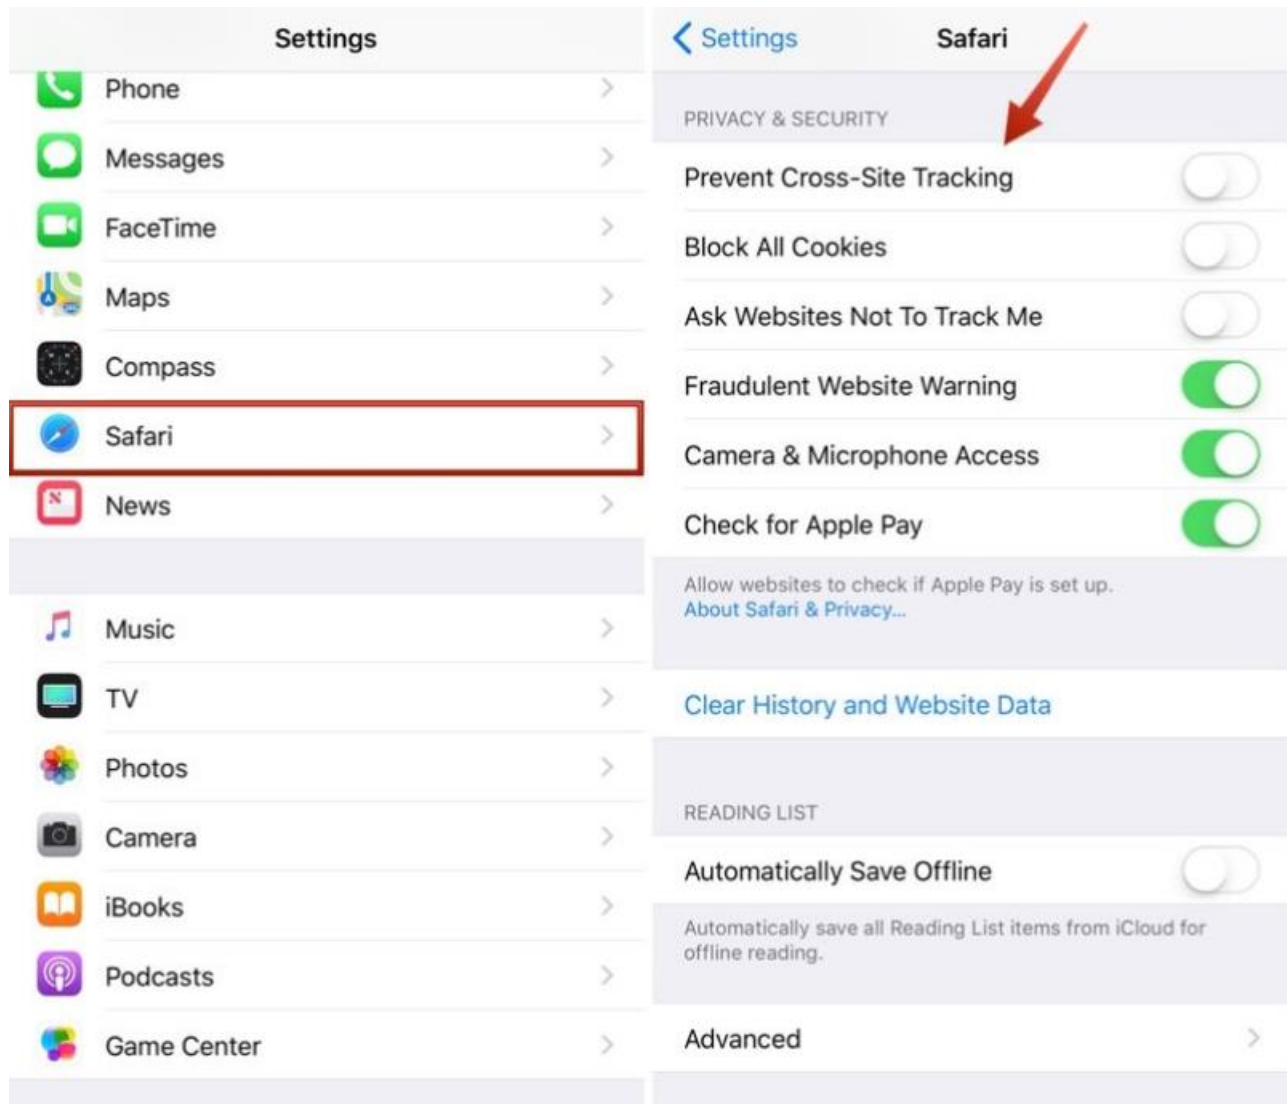 Settings
Phone
Messages
FaceTime
Maps
Compass
Safari
News
Music
TV
Photos
Camera
iBooks
Podcasts
Game Center
Settings
Safari
PRIVACY & SECURITY
Prevent Cross-Site Tracking
Block All Cookies
Ask Websites Not To Track Me
Fraudulent Website Warning
Camera & Microphone Access
Check for Apple Pay
Allow websites to check if Apple Pay is set up.
About Safari & Privacy...
Clear History and Website Data
READING LIST
Automatically Save Offline
Automatically save all Reading List items from iCloud for
offline reading.
Advanced